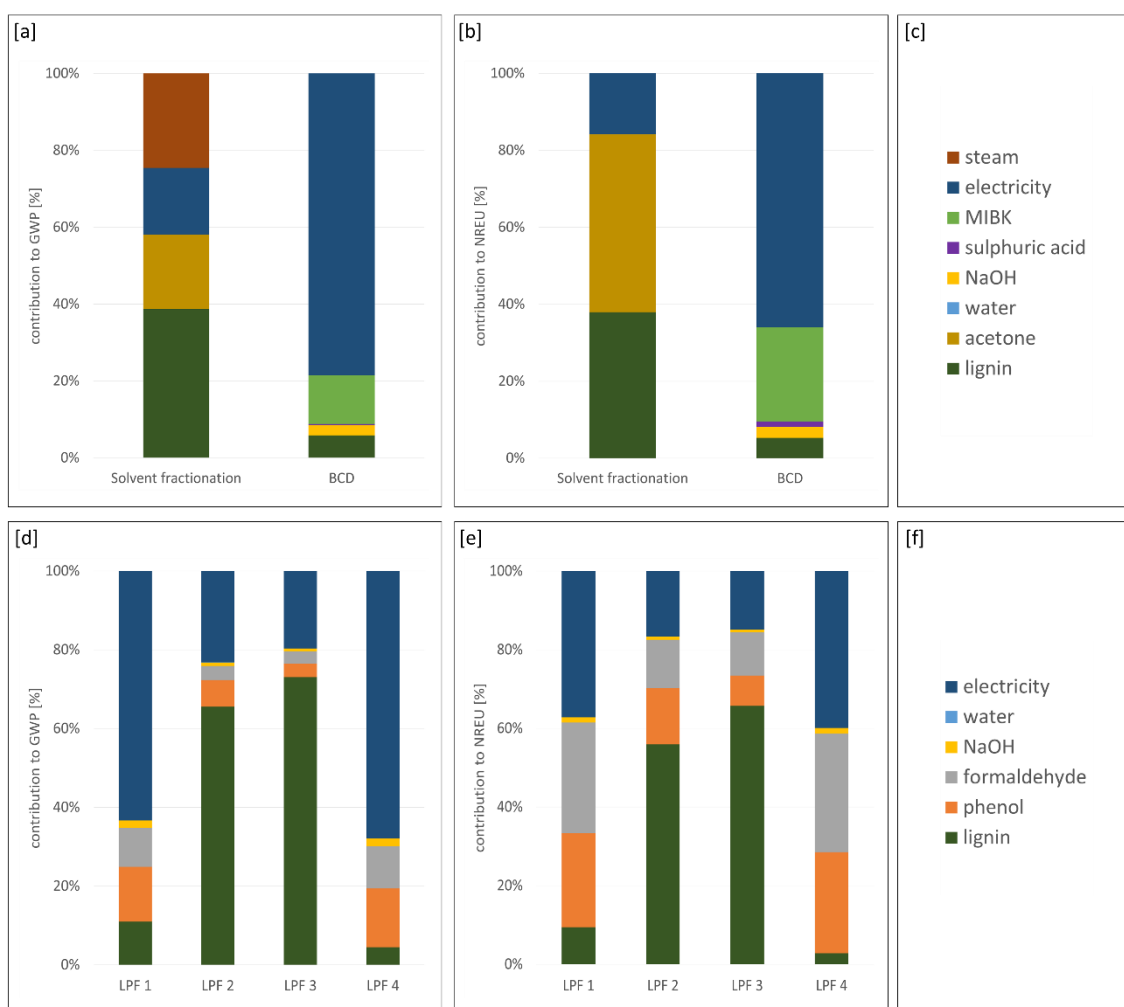 [a]
100%
80%
60%
40%
20%
0%
contribution to GWP [%]
Solvent fractionation
BCD
[b]
100%
80%
60%
40%
20%
0%
contribution to NREU [%]
Solvent fractionation
BCD
[c]
steam
electricity
MIBK
sulphuric acid
NaOH
water
acetone
lignin
[d]
100%
80%
60%
40%
20%
0%
contribution to GWP [%]
LPF 1
LPF 2
LPF 3
LPF 4
[e]
100%
80%
60%
40%
20%
0%
contribution to NREU [%]
LPF 1
LPF 2
LPF 3
LPF 4
[f]
electricity
water
NaOH
formaldehyde
phenol
lignin